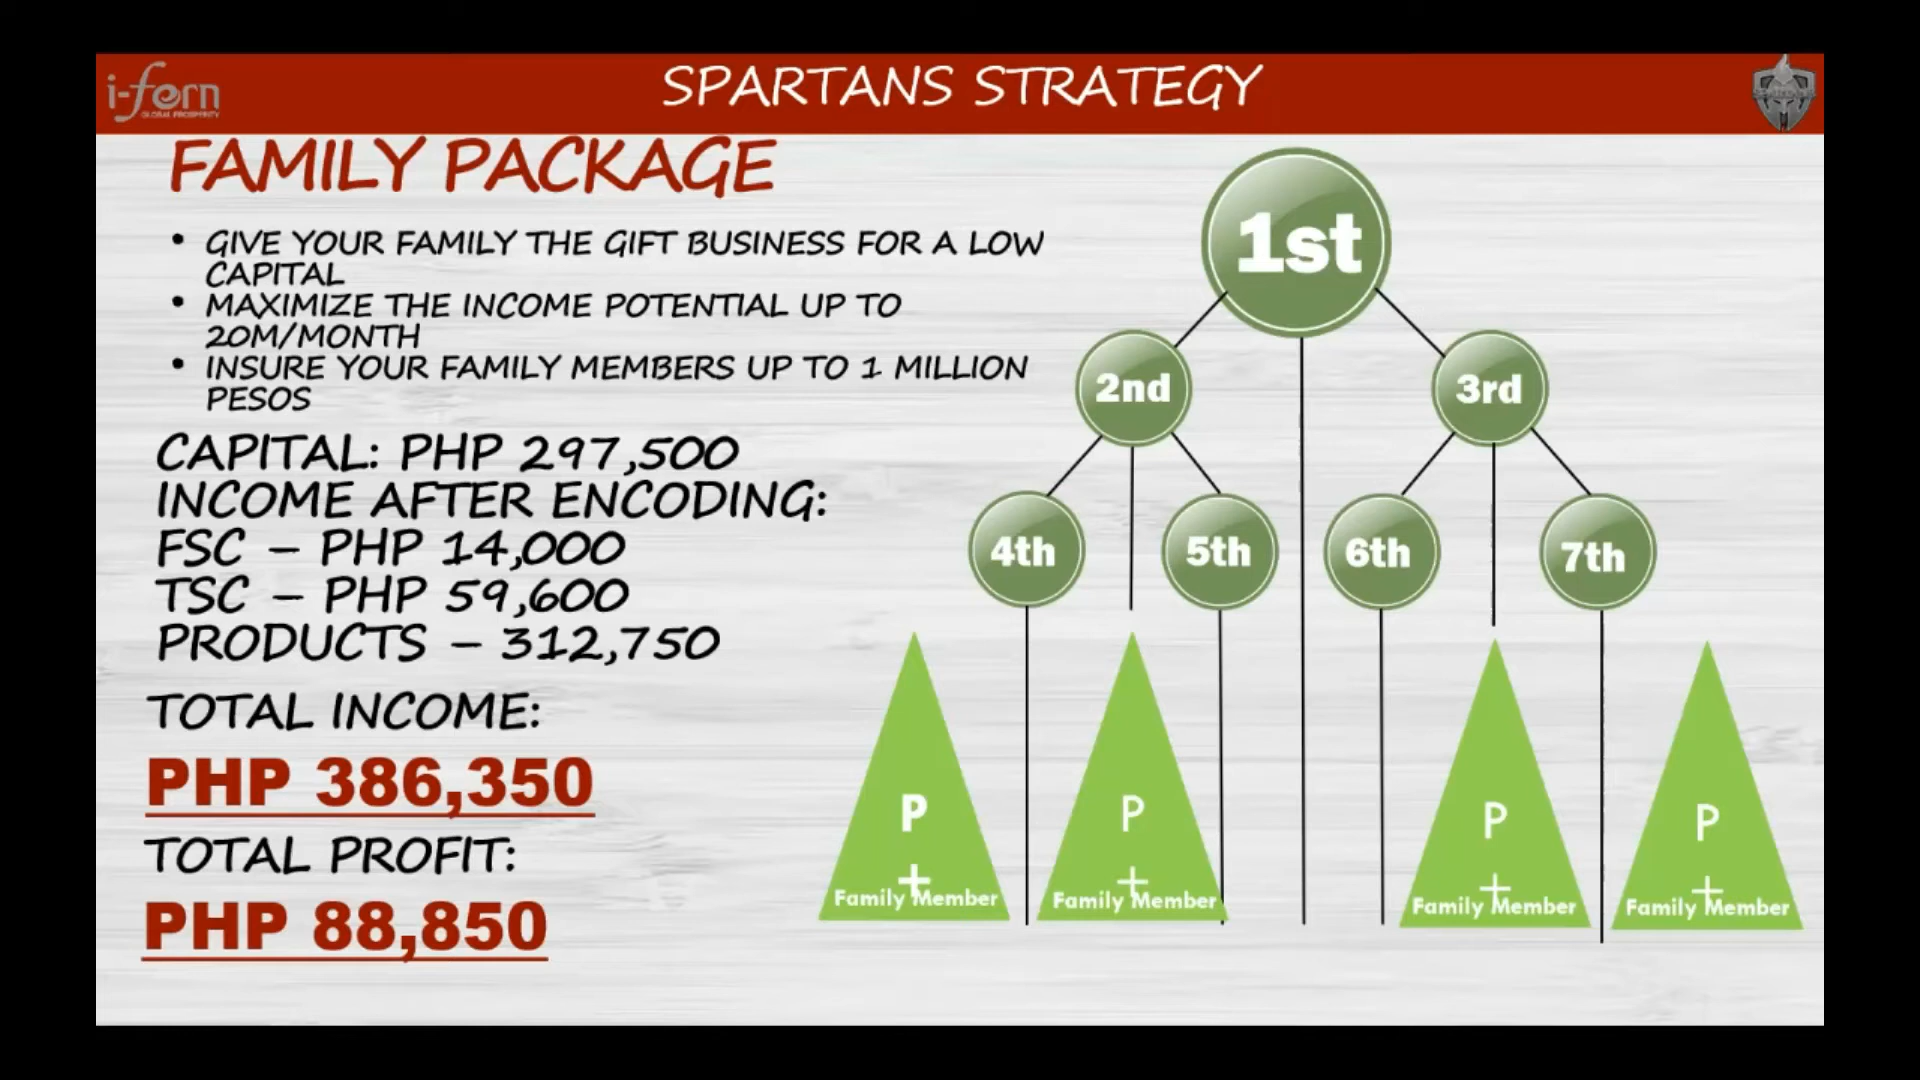 i-fern
GLOBAL PROSPERITY
SPARTANS STRATEGY
FAMILY PACKAGE
• GIVE YOUR FAMILY THE GIFT BUSINESS FOR A LOW
CAPITAL
• MAXIMIZE THE INCOME POTENTIAL UP TO
20M/MONTH
• INSURE YOUR FAMILY MEMBERS UP TO 1 MILLION
PESOS
CAPITAL: PHP 297,500
INCOME AFTER ENCODING:
FSC – PHP 14,000
TSC – PHP 59,600
PRODUCTS – 312,750
TOTAL INCOME:
PHP 386,350
TOTAL PROFIT:
PHP 88,850
1st
2nd
3rd
4th
5th
6th
7th
P
+
Family Member
P
+
Family Member
P
+
Family Member
P
+
Family Member